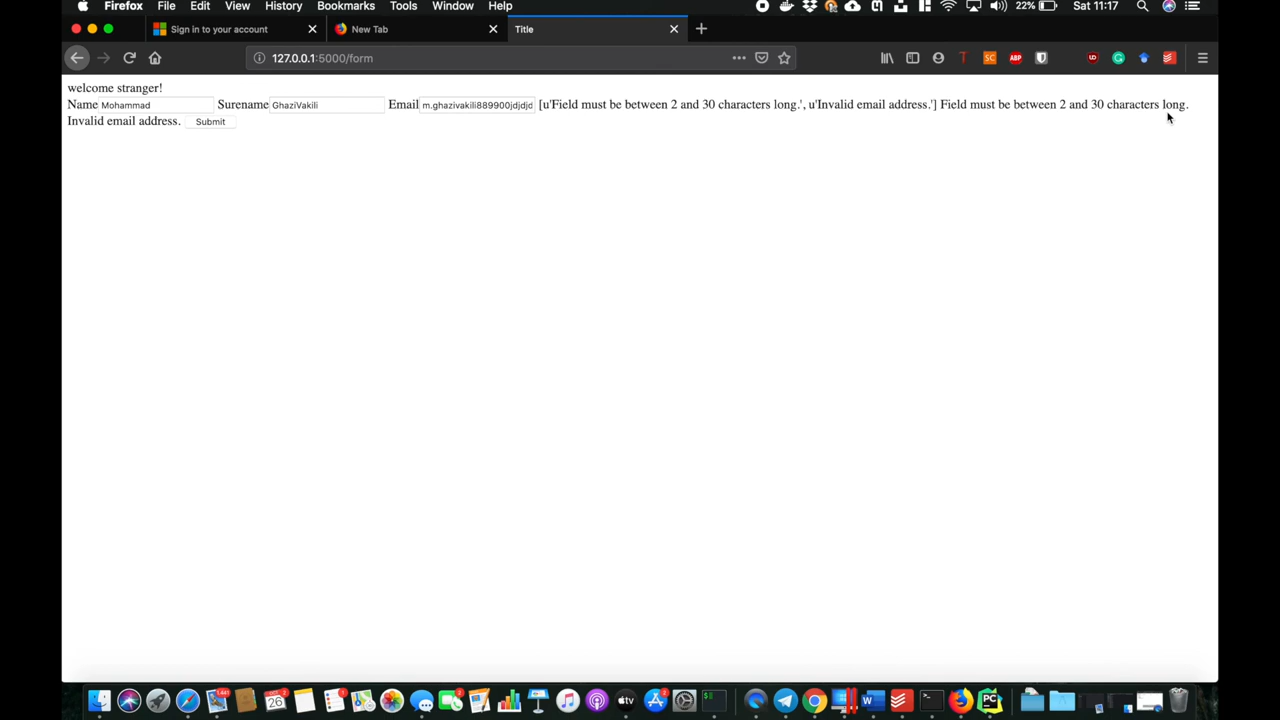 Firefox File Edit View History Bookmarks Tools Window Help 22% Sat 11:17
Sign in to your account New Tab Title
127.0.0.1:5000/form
welcome stranger!
Name Mohammad Surename GhaziVakili Email m.ghazivakili889900jdjdjd [u'Field must be between 2 and 30 characters long.', u'Invalid email address.'] Field must be between 2 and 30 characters long.
Invalid email address. Submit